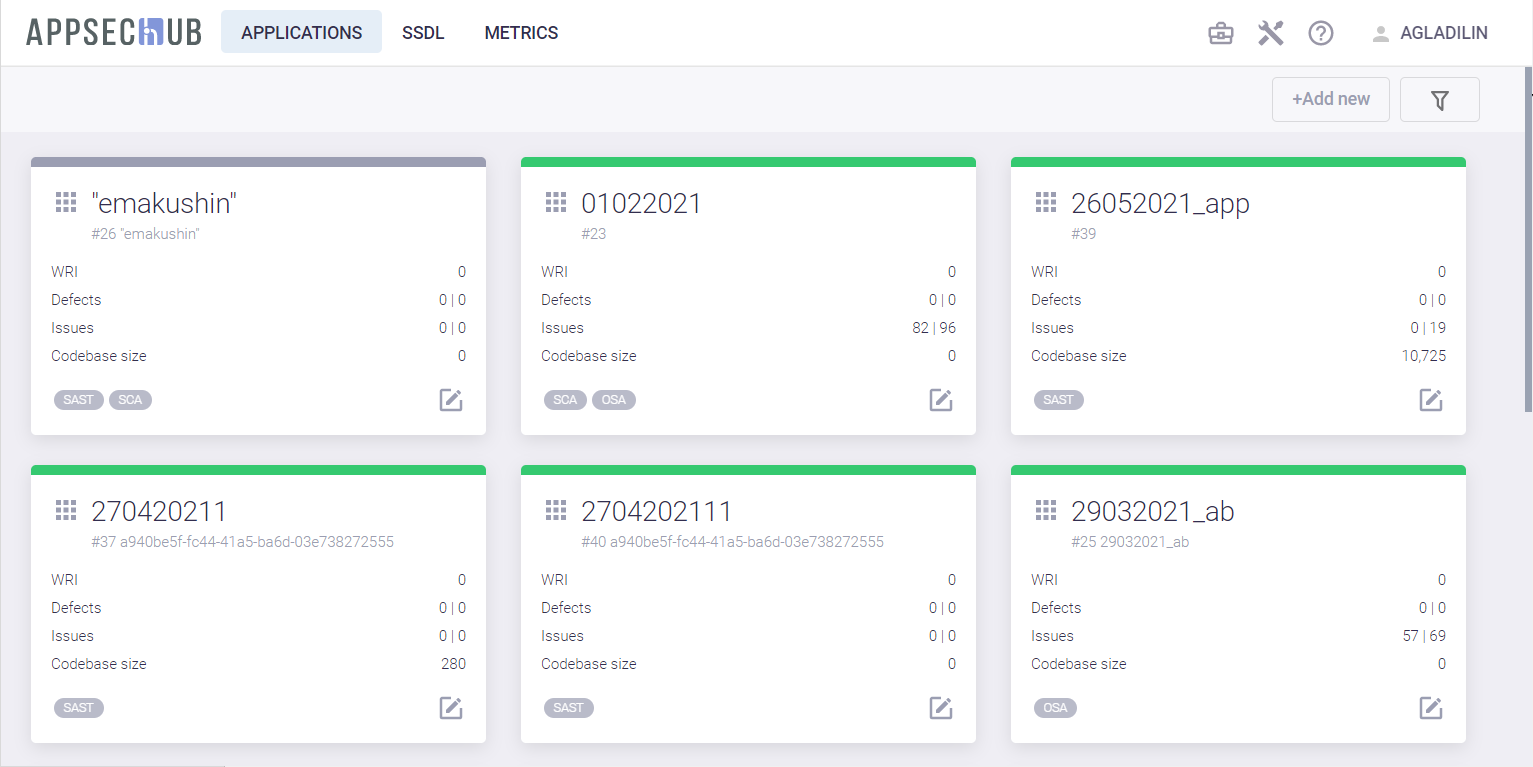 APPSECHUB APPLICATIONS SSDL METRICS AGLADILIN
+Add new
"emakushin"
#26 "emakushin"
WRI 0
Defects 0 | 0
Issues 0 | 0
Codebase size 0
SAST SCA
01022021
#23
WRI 0
Defects 0 | 0
Issues 82 | 96
Codebase size 0
SCA OSA
26052021_app
#39
WRI 0
Defects 0 | 0
Issues 0 | 19
Codebase size 10,725
SAST
270420211
#37 a940be5f-fc44-41a5-ba6d-03e738272555
WRI 0
Defects 0 | 0
Issues 0 | 0
Codebase size 280
SAST
2704202111
#40 a940be5f-fc44-41a5-ba6d-03e738272555
WRI 0
Defects 0 | 0
Issues 0 | 0
Codebase size 0
SAST
29032021_ab
#25 29032021_ab
WRI 0
Defects 0 | 0
Issues 57 | 69
Codebase size 0
OSA